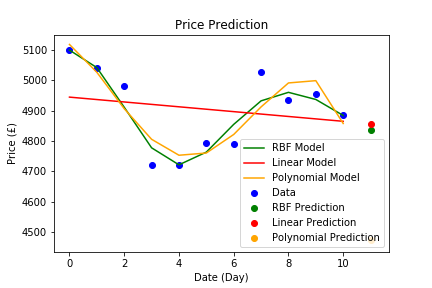 Price Prediction
Price (£)
5100
5000
4900
4800
4700
4600
4500
RBF Model
Linear Model
Polynomial Model
Data
RBF Prediction
Linear Prediction
Polynomial Prediction
0 2 4 6 8 10
Date (Day)